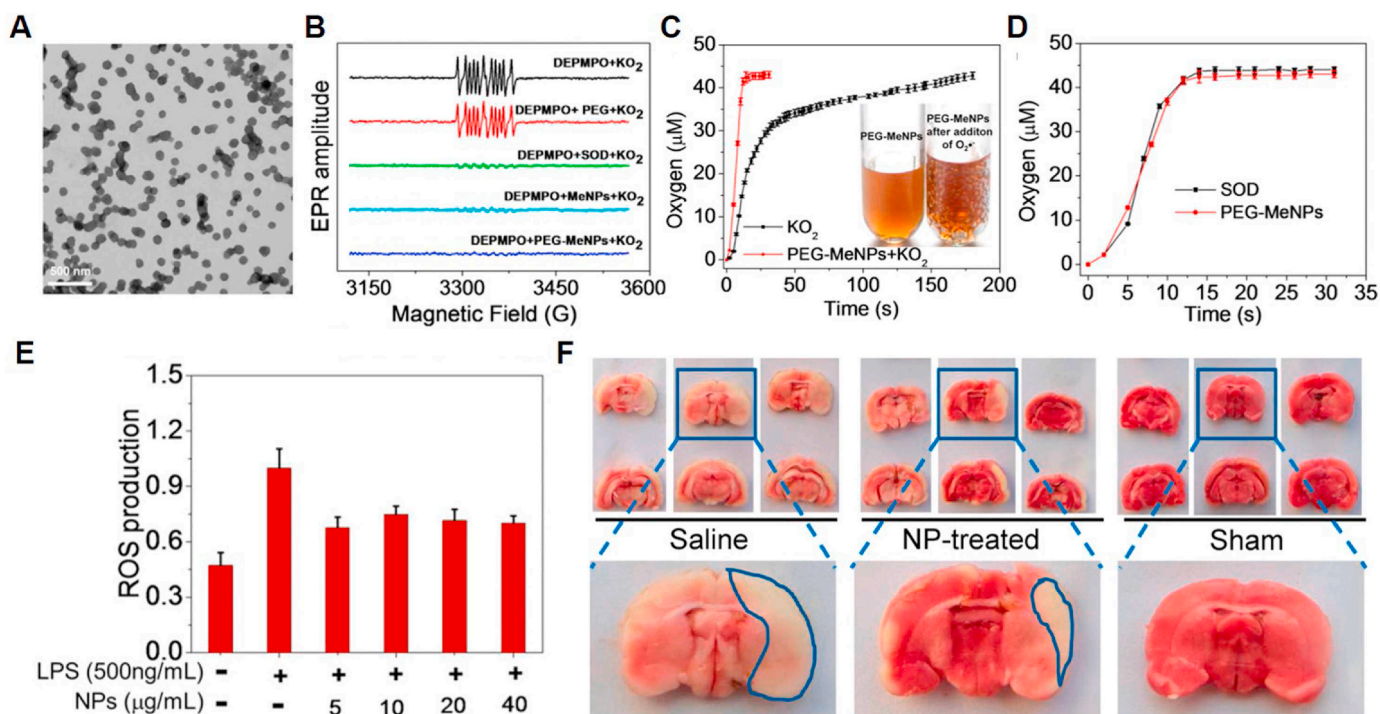 A
500 nm
B
EPR amplitude
DEPMPO+KO2
DEPMPO+ PEG+KO2
DEPMPO+SOD+KO2
DEPMPO+MeNPs+KO2
DEPMPO+PEG-MeNPs+KO2
3150 3300 3450 3600
Magnetic Field (G)
C
Oxygen (μM)
50
40
30
20
10
0
PEG-MeNPs
PEG-MeNPs
after additon
of O2•-
KO2
PEG-MeNPs+KO2
0 50 100 150 200
Time (s)
D
Oxygen (μM)
50
40
30
20
10
0
SOD
PEG-MeNPs
0 5 10 15 20 25 30 35
Time (s)
E
ROS production
1.5
1.2
0.9
0.6
0.3
0.0
LPS (500ng/mL) - + + + + +
NPs (μg/mL) - - 5 10 20 40
F
Saline NP-treated Sham